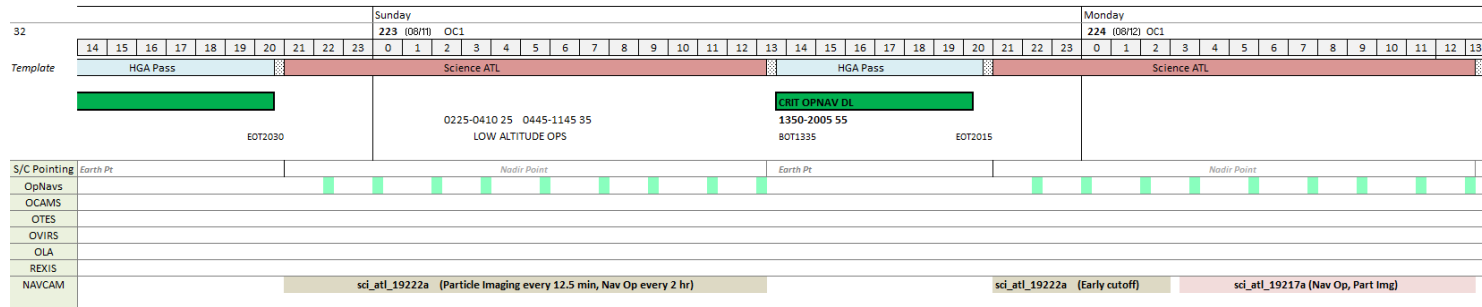 Sunday Monday
32 223 (08/11) OC1 224 (08/12) OC1
14 15 16 17 18 19 20 21 22 23 0 1 2 3 4 5 6 7 8 9 10 11 12 13 14 15 16 17 18 19 20 21 22 23 0 1 2 3 4 5 6 7 8 9 10 11 12 13
Template HGA Pass Science ATL HGA Pass Science ATL
CRIT OPNAV DL
0225-0410 25 0445-1145 35 1350-2005 55
EOT2030 LOW ALTITUDE OPS BOT1335 EOT2015
S/C Pointing Earth Pt Nadir Point Earth Pt Nadir Point
OpNavs
OCAMS
OTES
OVIRS
OLA
REXIS
NAVCAM sci_atl_19222a (Particle Imaging every 12.5 min, Nav Op every 2 hr) sci_atl_19222a (Early cutoff) sci_atl_19217a (Nav Op, Part Img)